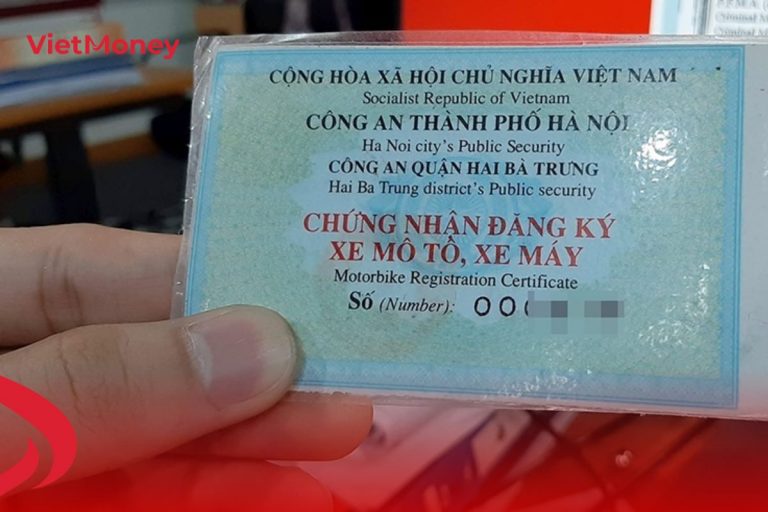 VietMoney
CỘNG HÒA XÃ HỘI CHỦ NGHĨA VIỆT NAM
Socialist Republic of Vietnam
CÔNG AN THÀNH PHỐ HÀ NỘI
Ha Noi city's Public Security
CÔNG AN QUẬN HAI BÀ TRƯNG
Hai Ba Trung district's Public security
CHỨNG NHẬN ĐĂNG KÝ
XE MÔ TÔ, XE MÁY
Motorbike Registration Certificate
Số (Number): 00